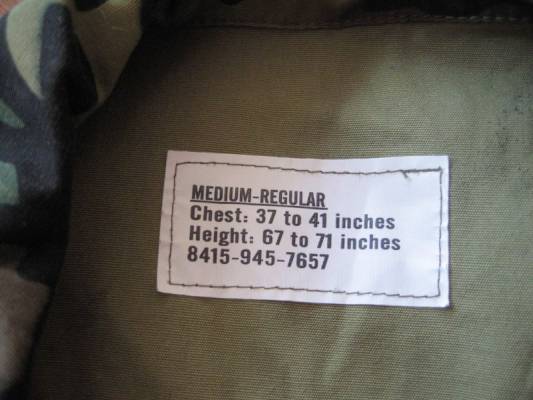 MEDIUM-REGULAR
Chest: 37 to 41 inches
Height: 67 to 71 inches
8415-945-7657